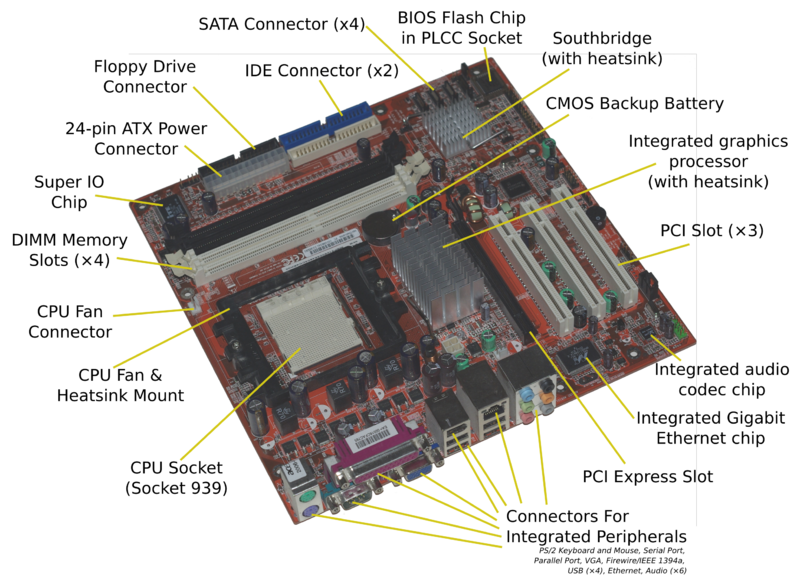 SATA Connector (×4)
BIOS Flash Chip
in PLCC Socket
Southbridge
(with heatsink)
Floppy Drive
Connector
IDE Connector (×2)
CMOS Backup Battery
24-pin ATX Power
Connector
Integrated graphics
processor
(with heatsink)
Super IO
Chip
DIMM Memory
Slots (×4)
PCI Slot (×3)
CPU Fan
Connector
CPU Fan &
Heatsink Mount
Integrated audio
codec chip
Integrated Gigabit
Ethernet chip
CPU Socket
(Socket 939)
PCI Express Slot
Connectors For
Integrated Peripherals
PS/2 Keyboard and Mouse, Serial Port,
Parallel Port, VGA, Firewire/IEEE 1394a,
USB (×4), Ethernet, Audio (×6)